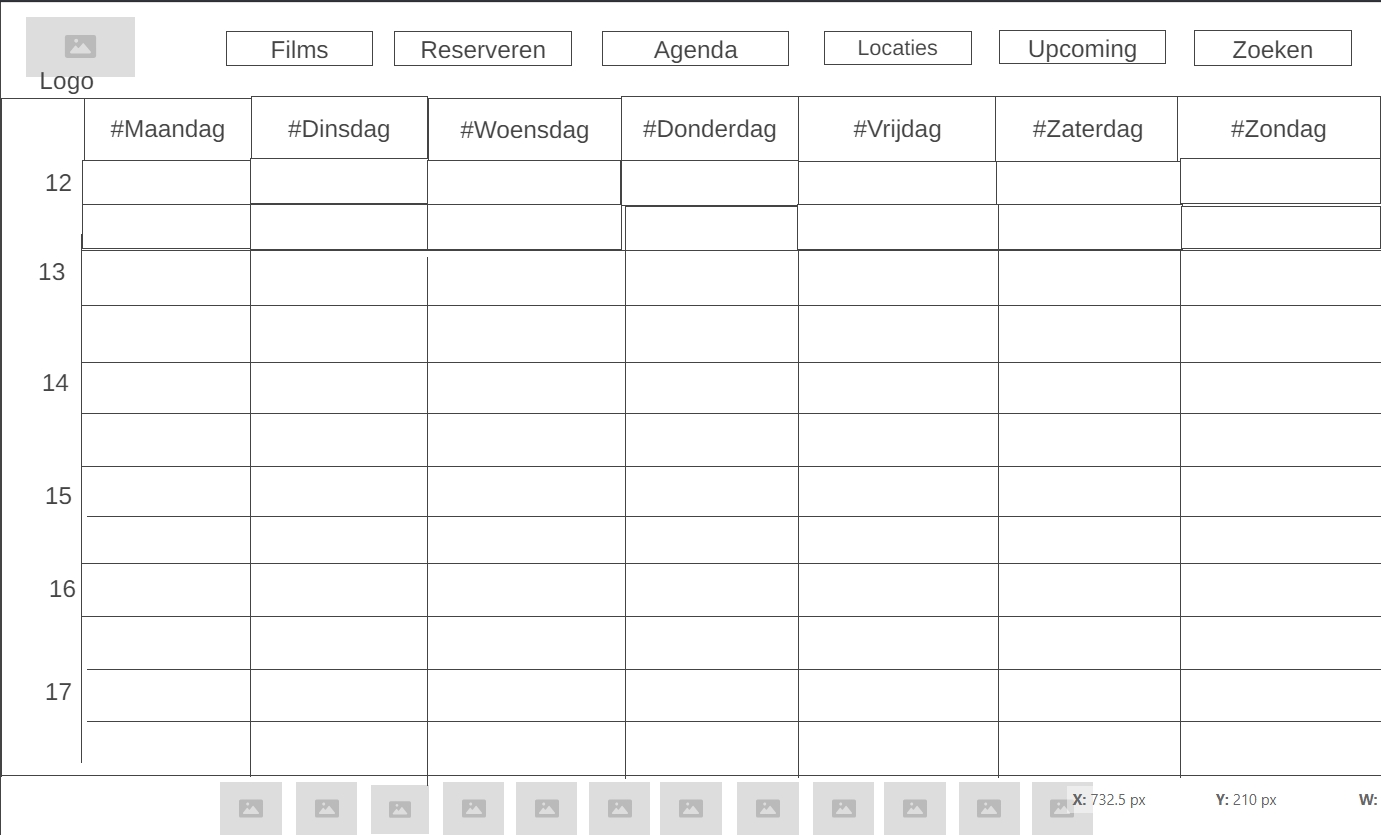 Films Reserveren Agenda Locaties Upcoming Zoeken
Logo
#Maandag #Dinsdag #Woensdag #Donderdag #Vrijdag #Zaterdag #Zondag
12
13
14
15
16
17
X: 732.5 px Y: 210 px W: